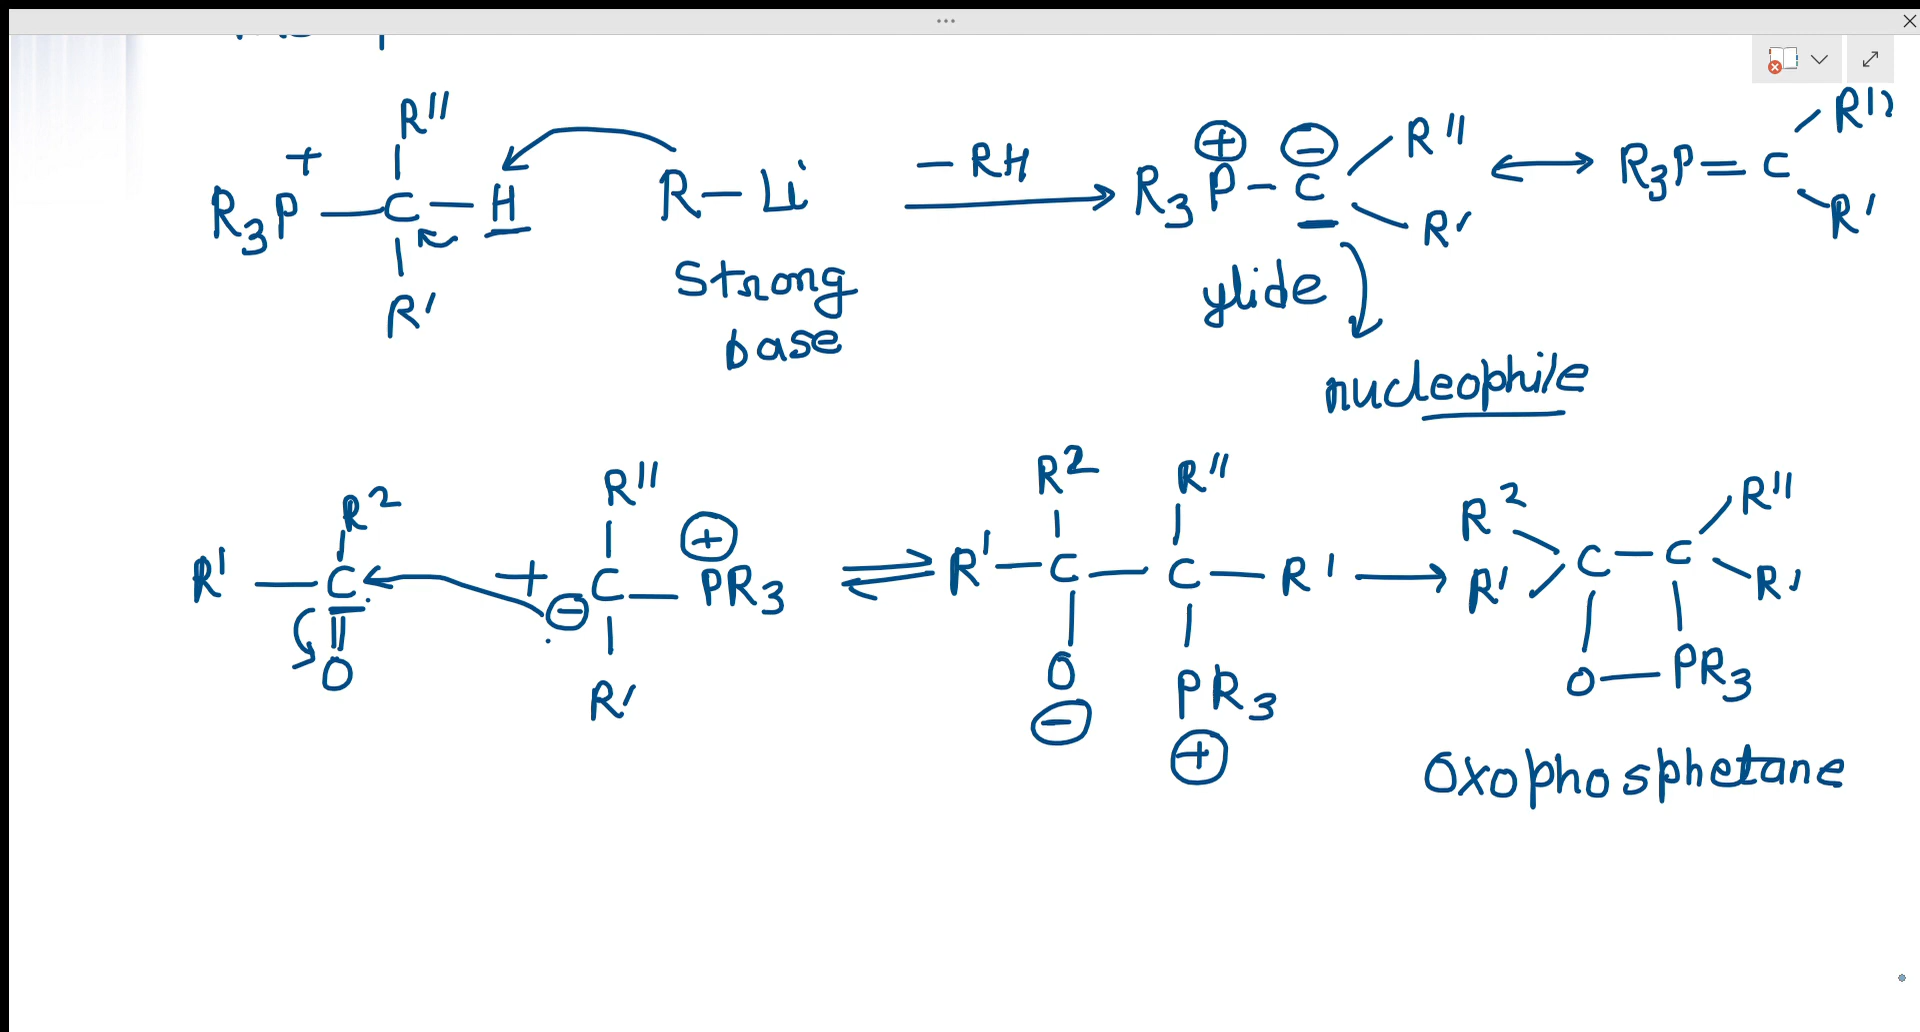 R"
+
R3P — C — H R — Li — RH R3P — C R" R3P = C R"
⊕ ⊖
R' R' R'
Strong
base
ylide
nucleophile
R2 R" R2 R" R2 R"
R' — C + ⊖ C — PR3 ⇌ R' — C — C — R' → R' C — C R'
⊕
O R' O PR3 O — PR3
⊖ ⊕
Oxophosphetane